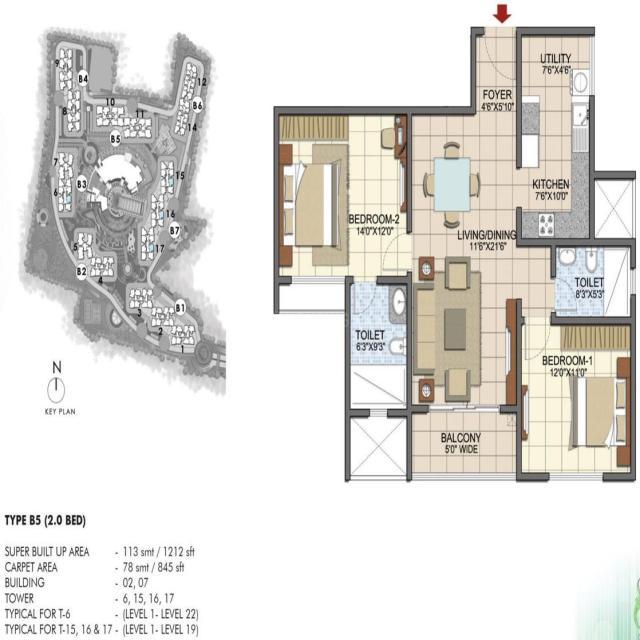 9
B4
8
12
B6
14
10
11
B5
7
6
B3
15
16
B7
17
5
B2
4
3
B1
2
1
N
KEY PLAN
UTILITY
7'6"X4'6"
FOYER
4'6"X5'10"
KITCHEN
7'6"X10'0"
BEDROOM-2
14'0"X12'0"
LIVING/DINING
11'6"X21'6"
TOILET
8'3"X5'3"
TOILET
6'3"X9'3"
BEDROOM-1
12'0"X11'0"
BALCONY
5'0" WIDE
TYPE B5 (2.0 BED)
SUPER BUILT UP AREA - 113 smt / 1212 sft
CARPET AREA - 78 smt / 845 sft
BUILDING - 02, 07
TOWER - 6, 15, 16, 17
TYPICAL FOR T-6 - (LEVEL 1- LEVEL 22)
TYPICAL FOR T-15, 16 & 17 - (LEVEL 1- LEVEL 19)